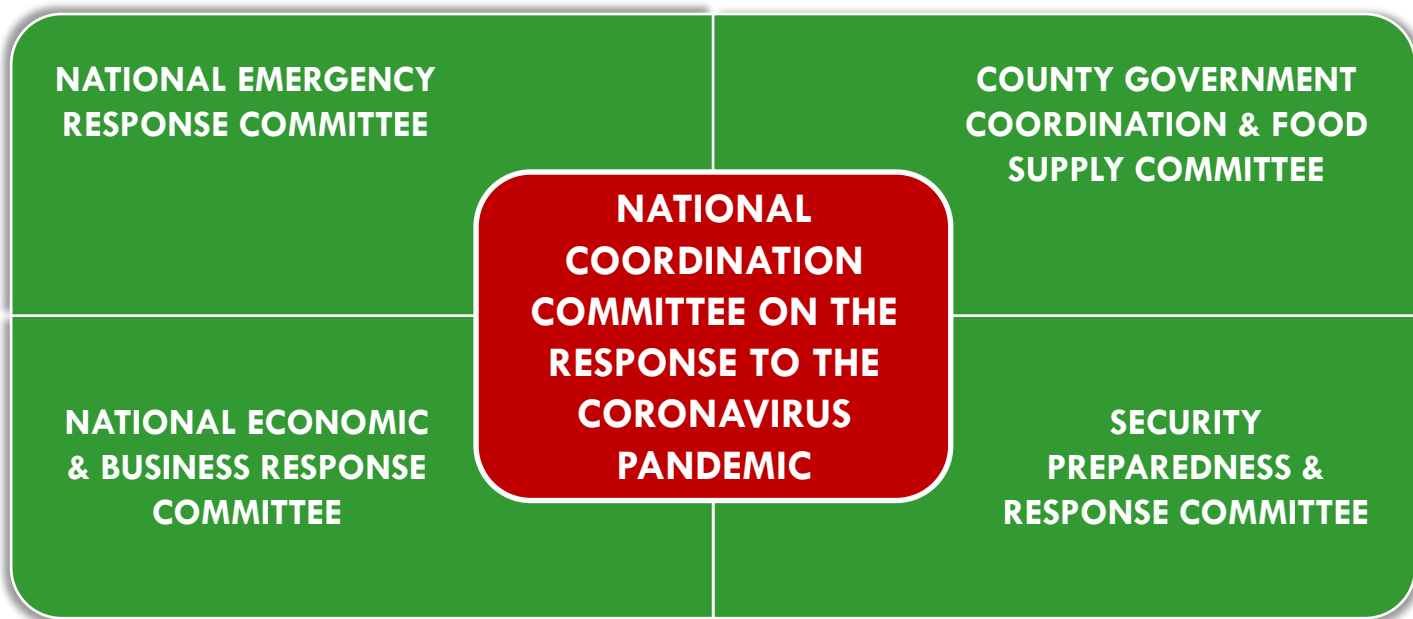 NATIONAL EMERGENCY
RESPONSE COMMITTEE
COUNTY GOVERNMENT
COORDINATION & FOOD
SUPPLY COMMITTEE
NATIONAL
COORDINATION
COMMITTEE ON THE
RESPONSE TO THE
CORONAVIRUS
PANDEMIC
NATIONAL ECONOMIC
& BUSINESS RESPONSE
COMMITTEE
SECURITY
PREPAREDNESS &
RESPONSE COMMITTEE